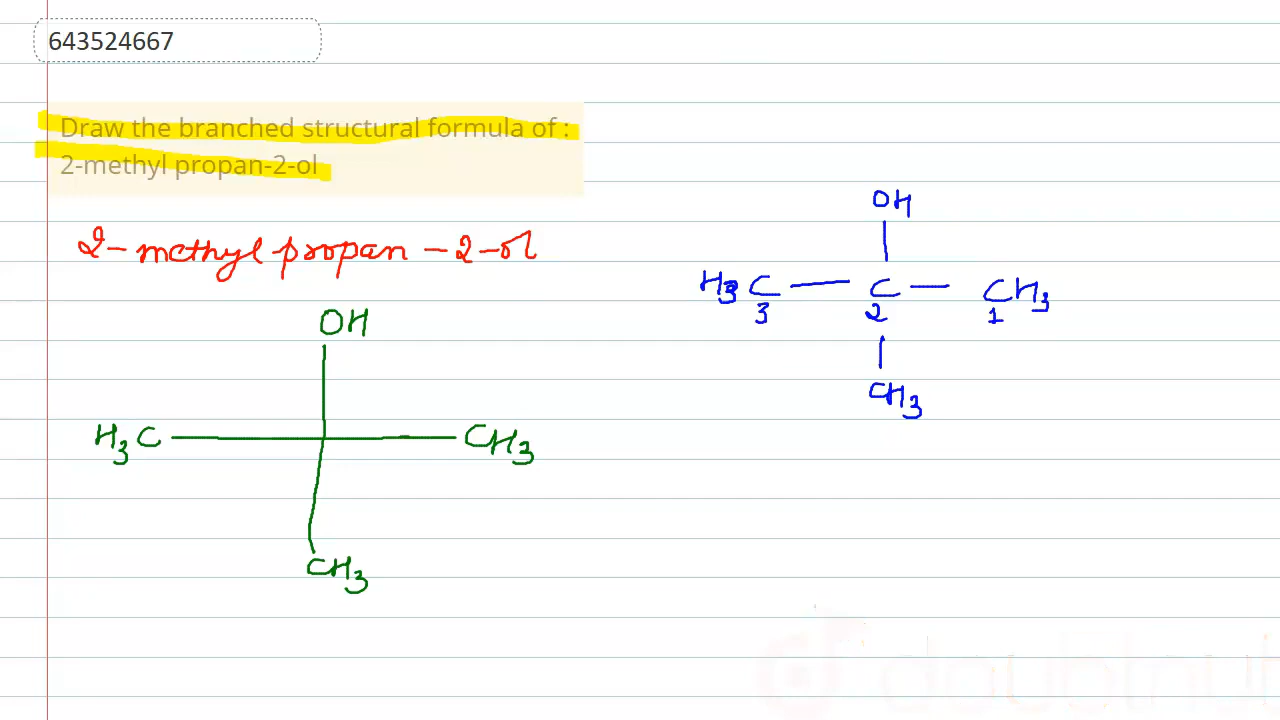 643524667
Draw the branched structural formula of :
2-methyl propan-2-ol
2-methyl propan-2-ol
OH
H3C CH3
CH3
OH
H3C — C — CH3
3 2 1
CH3
doubtnut